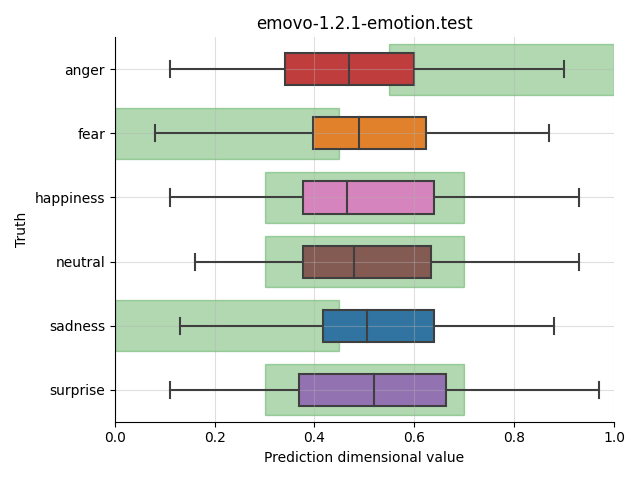 emovo-1.2.1-emotion.test
Truth
anger
fear
happiness
neutral
sadness
surprise
0.0 0.2 0.4 0.6 0.8 1.0
Prediction dimensional value